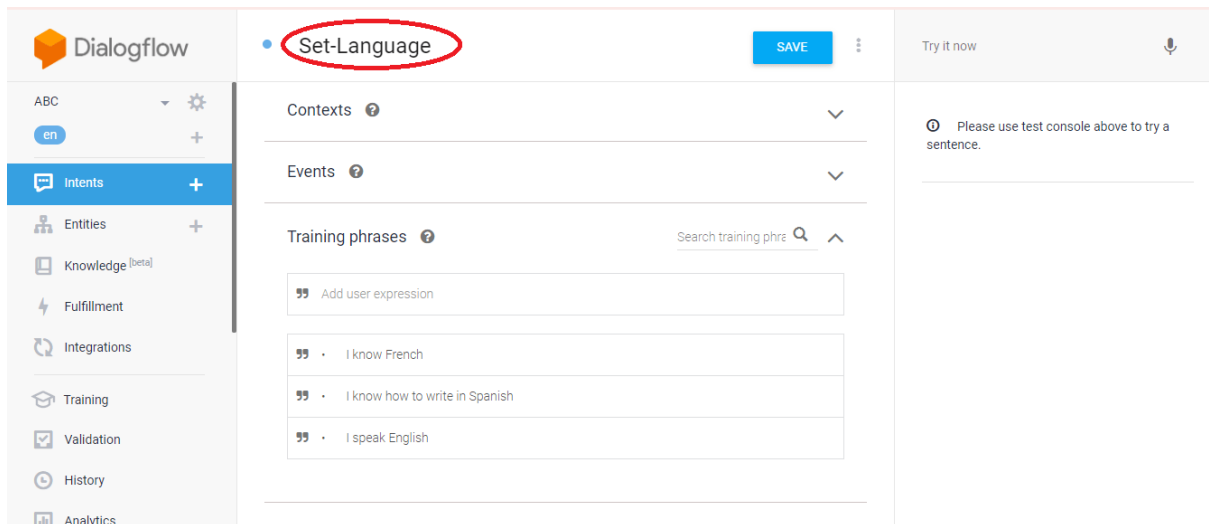 Dialogflow
Set-Language
SAVE
Try it now
ABC
en
Contexts
Please use test console above to try a
sentence.
Events
Intents
Entities
Training phrases
Search training phra
Knowledge [beta]
Add user expression
Fulfillment
Integrations
I know French
Training
I know how to write in Spanish
Validation
I speak English
History
Analytics